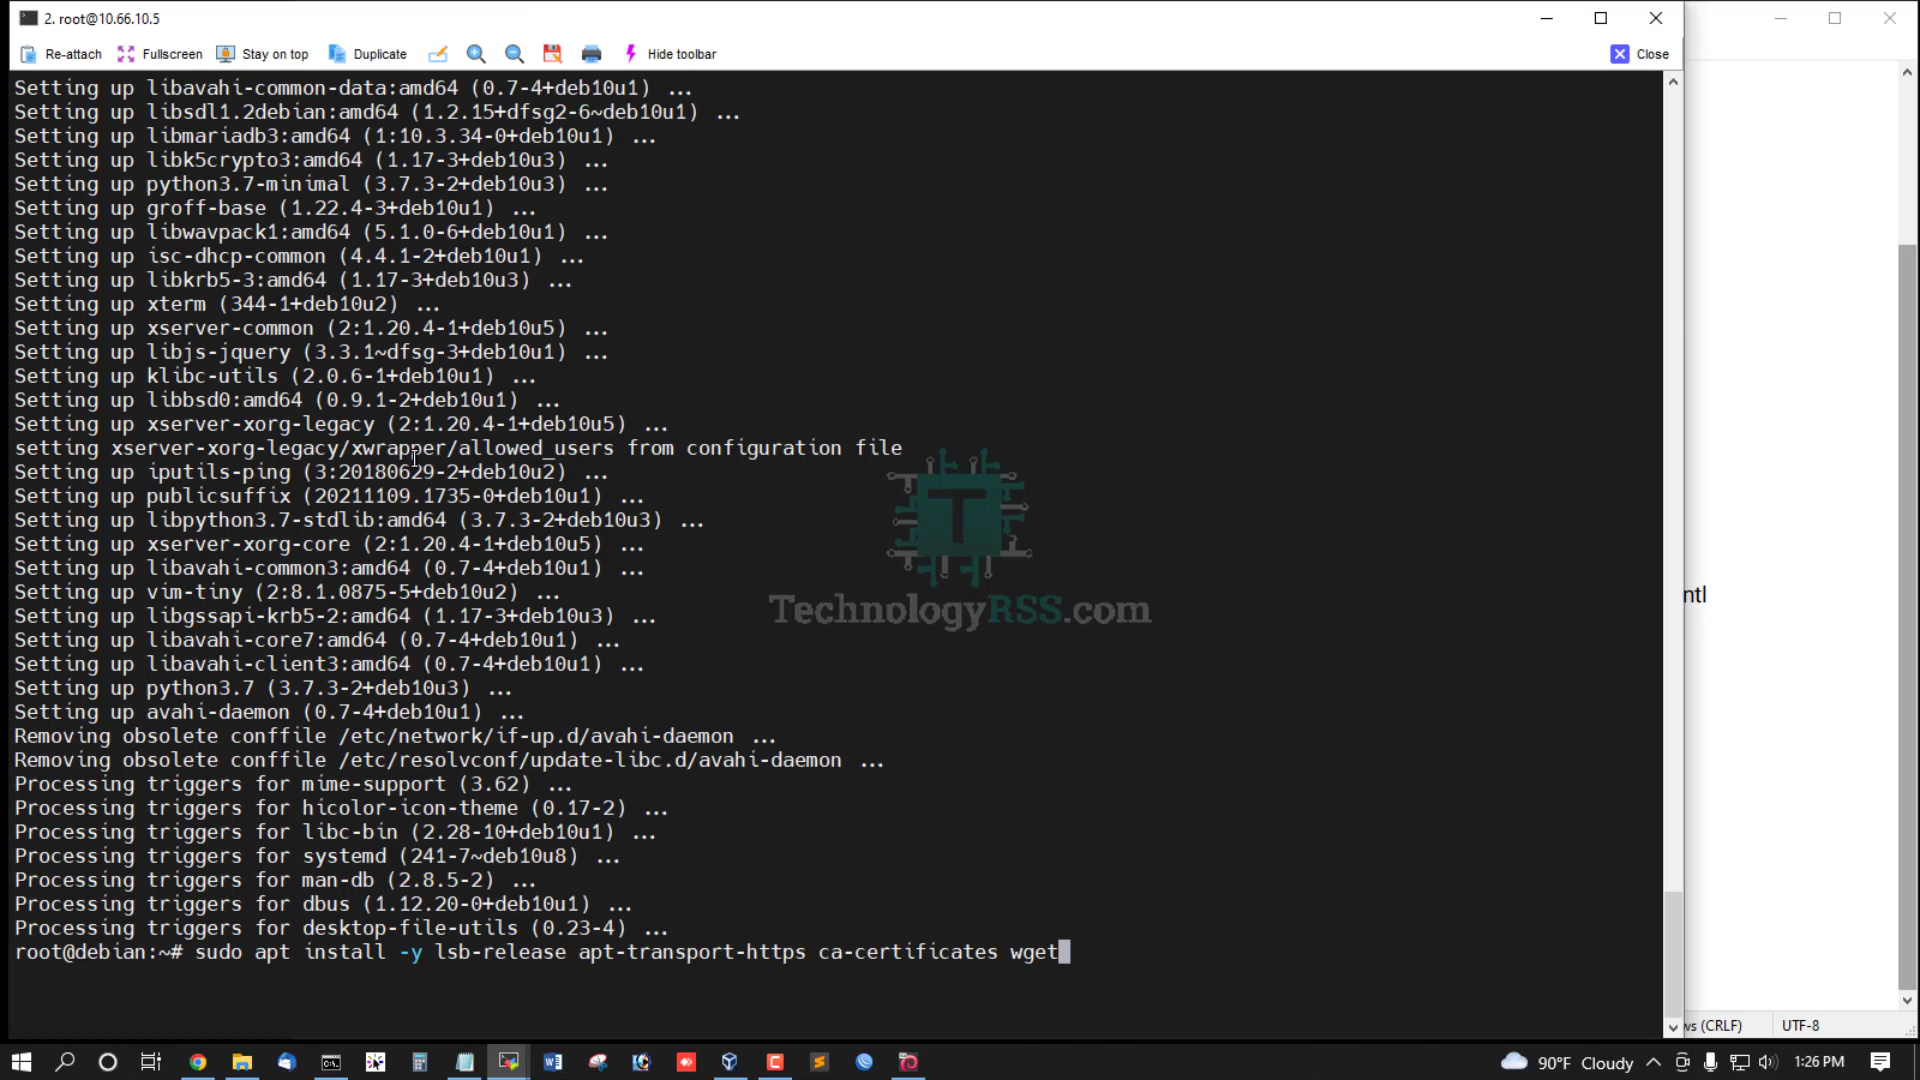 2. root@10.66.10.5
Re-attach Fullscreen Stay on top Duplicate Hide toolbar Close
Setting up libavahi-common-data:amd64 (0.7-4+deb10u1) ...
Setting up libsdl1.2debian:amd64 (1.2.15+dfsg2-6~deb10u1) ...
Setting up libmariadb3:amd64 (1:10.3.34-0+deb10u1) ...
Setting up libk5crypto3:amd64 (1.17-3+deb10u3) ...
Setting up python3.7-minimal (3.7.3-2+deb10u3) ...
Setting up groff-base (1.22.4-3+deb10u1) ...
Setting up libwavpack1:amd64 (5.1.0-6+deb10u1) ...
Setting up isc-dhcp-common (4.4.1-2+deb10u1) ...
Setting up libkrb5-3:amd64 (1.17-3+deb10u3) ...
Setting up xterm (344-1+deb10u2) ...
Setting up xserver-common (2:1.20.4-1+deb10u5) ...
Setting up libjs-jquery (3.3.1~dfsg-3+deb10u1) ...
Setting up klibc-utils (2.0.6-1+deb10u1) ...
Setting up libbsd0:amd64 (0.9.1-2+deb10u1) ...
Setting up xserver-xorg-legacy (2:1.20.4-1+deb10u5) ...
setting xserver-xorg-legacy/xwrapper/allowed_users from configuration file
Setting up iputils-ping (3:20180629-2+deb10u2) ...
Setting up publicsuffix (20211109.1735-0+deb10u1) ...
Setting up libpython3.7-stdlib:amd64 (3.7.3-2+deb10u3) ...
Setting up xserver-xorg-core (2:1.20.4-1+deb10u5) ...
Setting up libavahi-common3:amd64 (0.7-4+deb10u1) ...
Setting up vim-tiny (2:8.1.0875-5+deb10u2) ...
ntl
Setting up libgssapi-krb5-2:amd64 (1.17-3+deb10u3) ...
TechnologyRSS.com
Setting up libavahi-core7:amd64 (0.7-4+deb10u1) ...
Setting up libavahi-client3:amd64 (0.7-4+deb10u1) ...
Setting up python3.7 (3.7.3-2+deb10u3) ...
Setting up avahi-daemon (0.7-4+deb10u1) ...
Removing obsolete conffile /etc/network/if-up.d/avahi-daemon ...
Removing obsolete conffile /etc/resolvconf/update-libc.d/avahi-daemon ...
Processing triggers for mime-support (3.62) ...
Processing triggers for hicolor-icon-theme (0.17-2) ...
Processing triggers for libc-bin (2.28-10+deb10u1) ...
Processing triggers for systemd (241-7~deb10u8) ...
Processing triggers for man-db (2.8.5-2) ...
Processing triggers for dbus (1.12.20-0+deb10u1) ...
Processing triggers for desktop-file-utils (0.23-4) ...
root@debian:~# sudo apt install -y lsb-release apt-transport-https ca-certificates wget
ws (CRLF) UTF-8
90°F Cloudy 1:26 PM